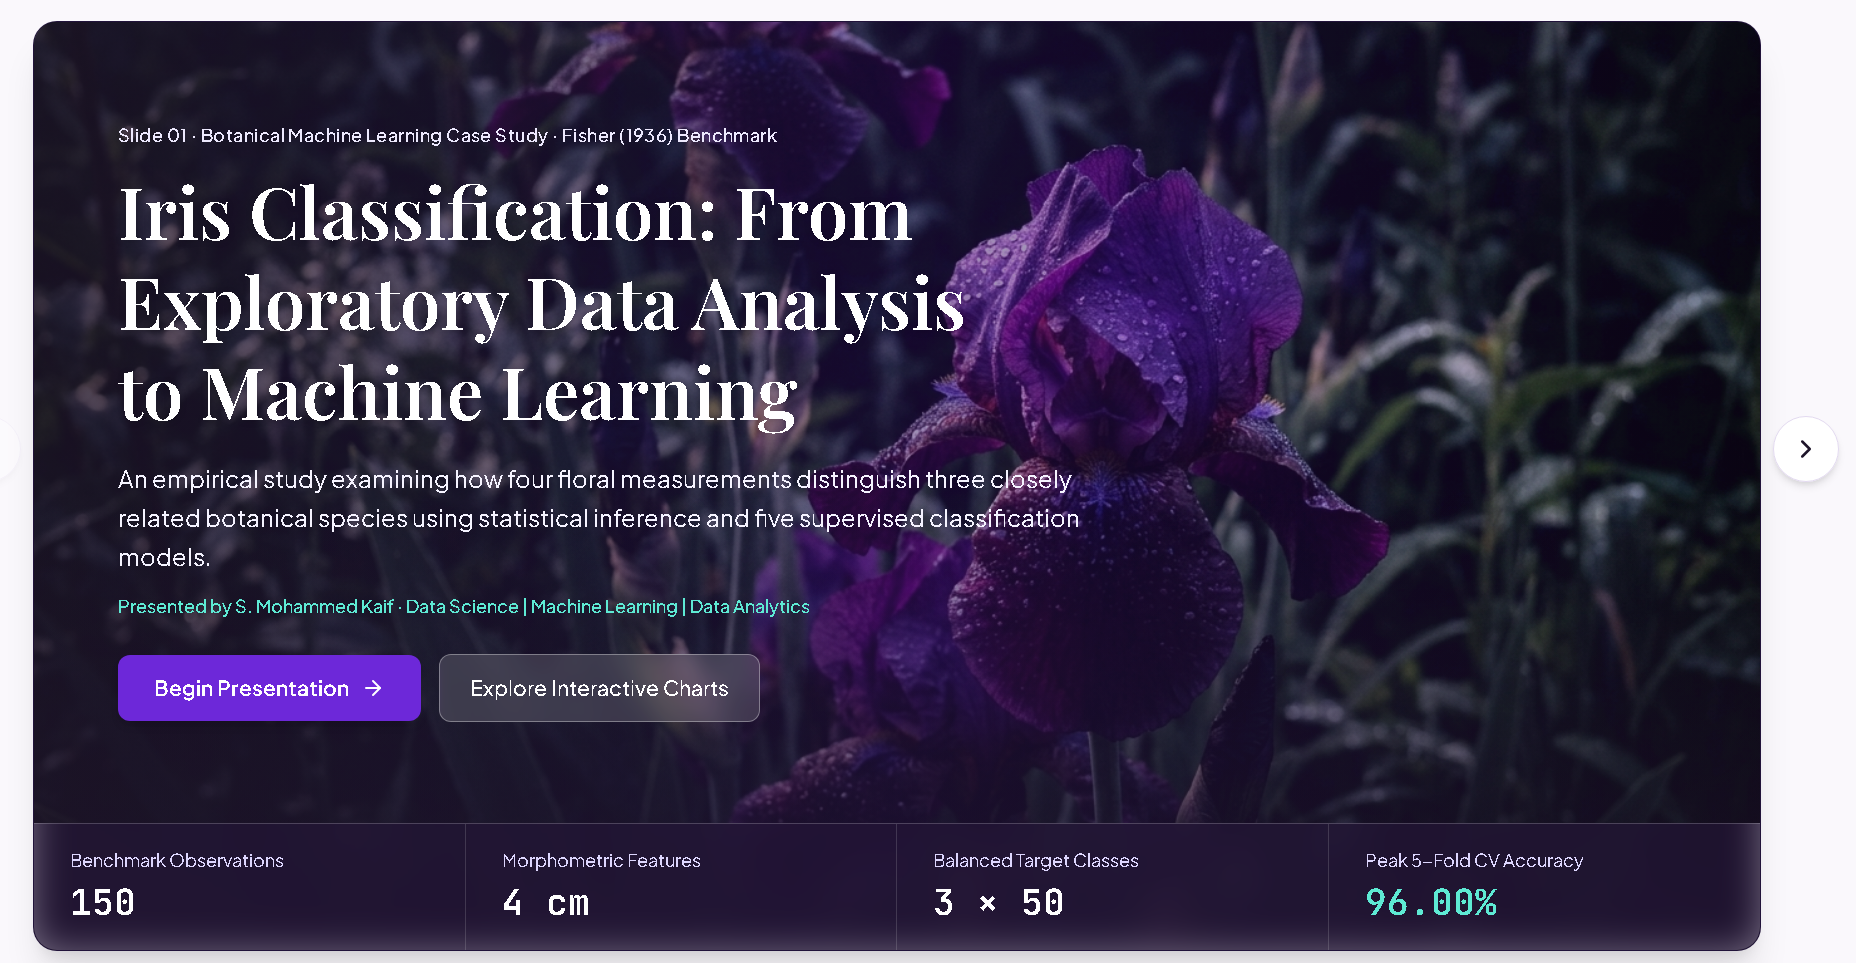 Slide 01 · Botanical Machine Learning Case Study · Fisher (1936) Benchmark
Iris Classification: From
Exploratory Data Analysis
to Machine Learning
An empirical study examining how four floral measurements distinguish three closely
related botanical species using statistical inference and five supervised classification
models.
Presented by S. Mohammed Kaif · Data Science | Machine Learning | Data Analytics
Begin Presentation →
Explore Interactive Charts
Benchmark Observations
150
Morphometric Features
4 cm
Balanced Target Classes
3 × 50
Peak 5-Fold CV Accuracy
96.00%